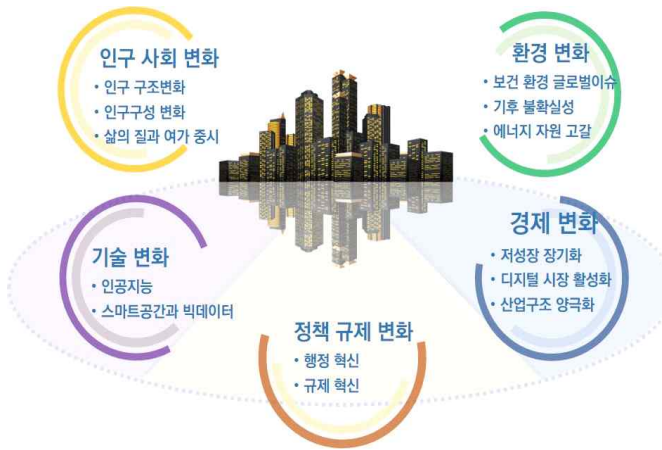 인구 사회 변화
• 인구 구조변화
• 인구구성 변화
• 삶의 질과 여가 중시
환경 변화
• 보건 환경 글로벌이슈
• 기후 불확실성
• 에너지 자원 고갈
기술 변화
• 인공지능
• 스마트공간과 빅데이터
경제 변화
• 저성장 장기화
• 디지털 시장 활성화
• 산업구조 양극화
정책 규제 변화
• 행정 혁신
• 규제 혁신